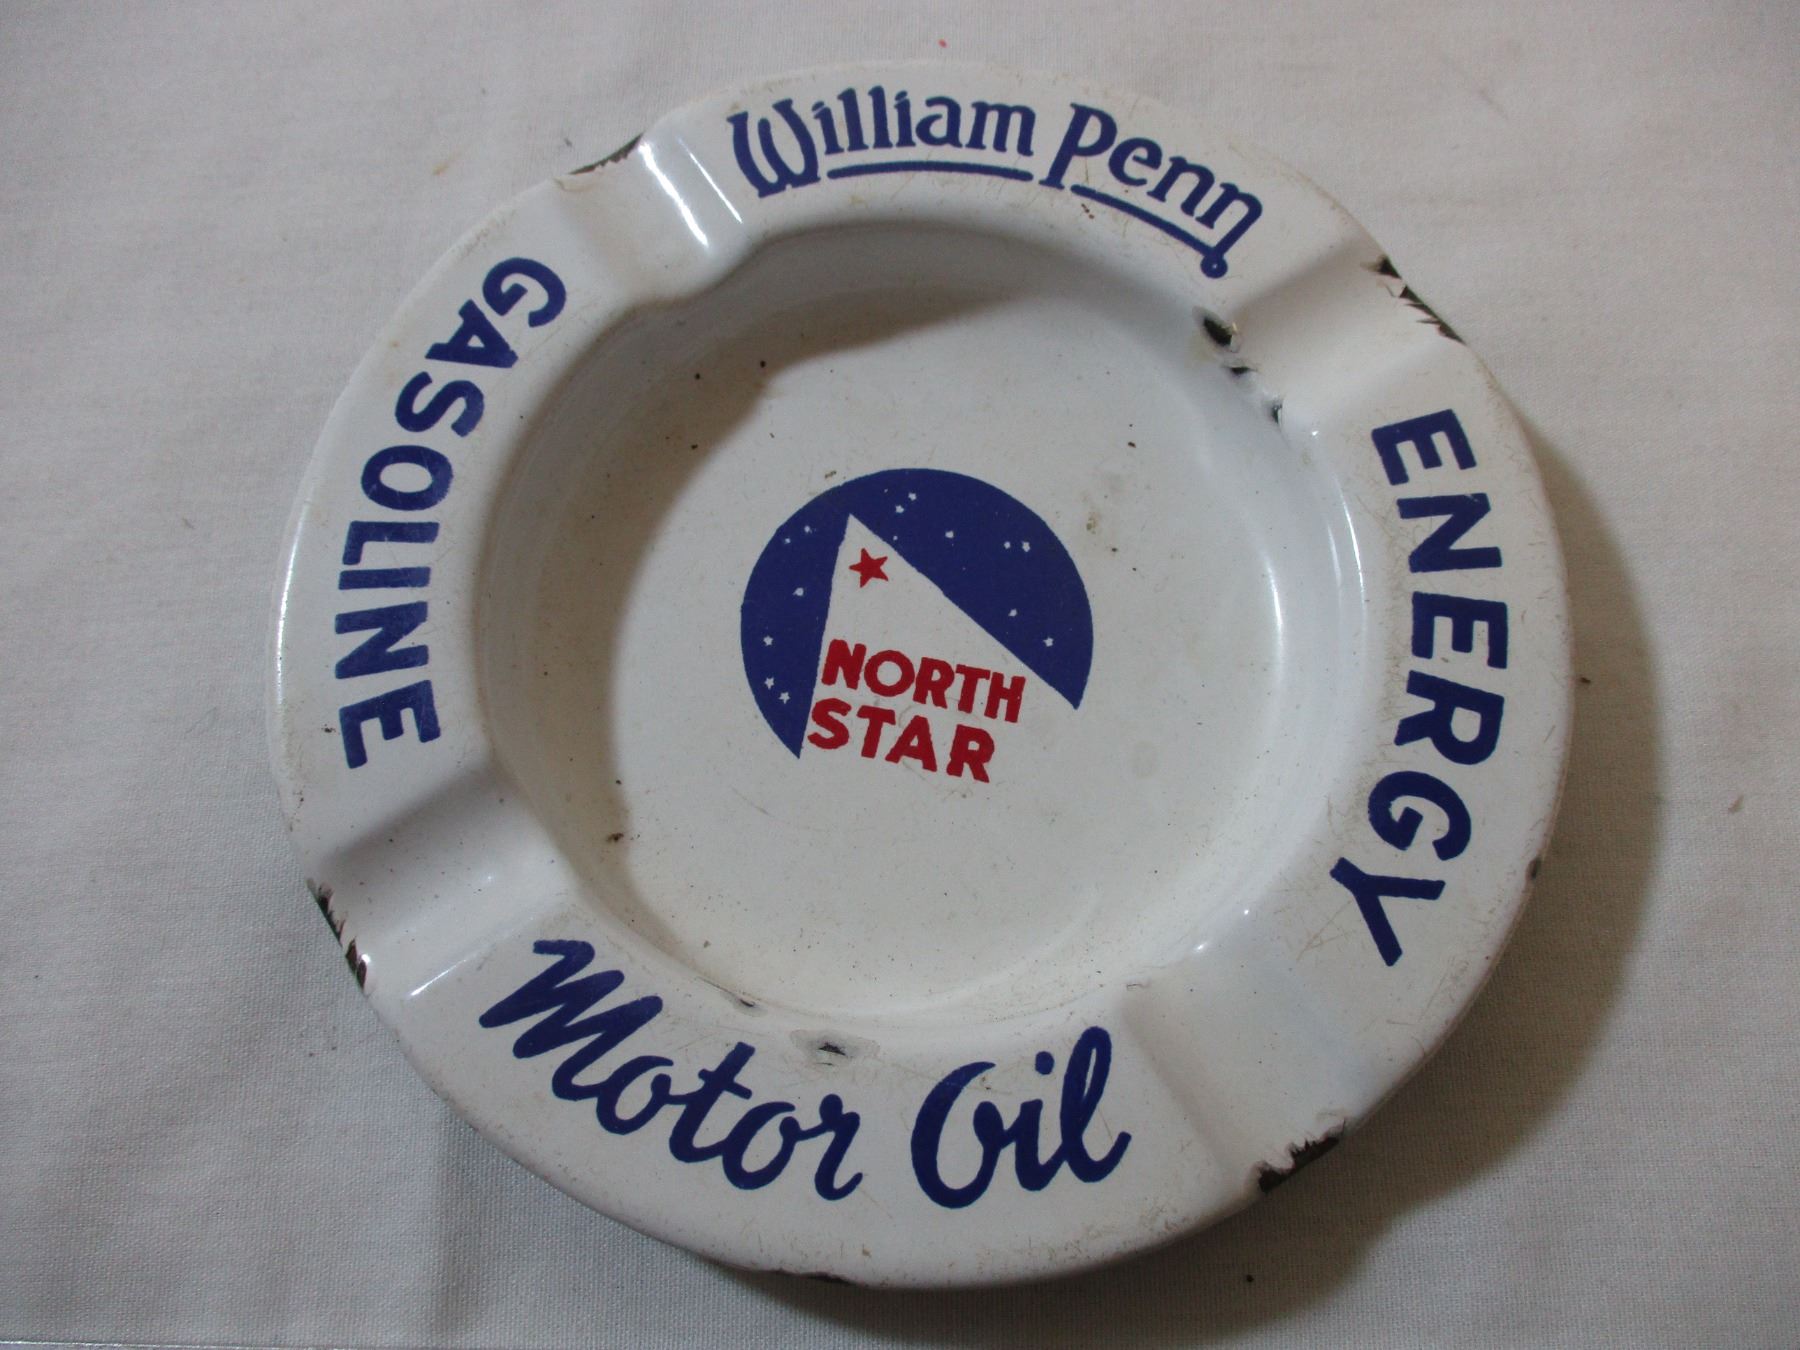 William Penn
ENERGY
Motor Oil
GASOLINE
NORTH
STAR